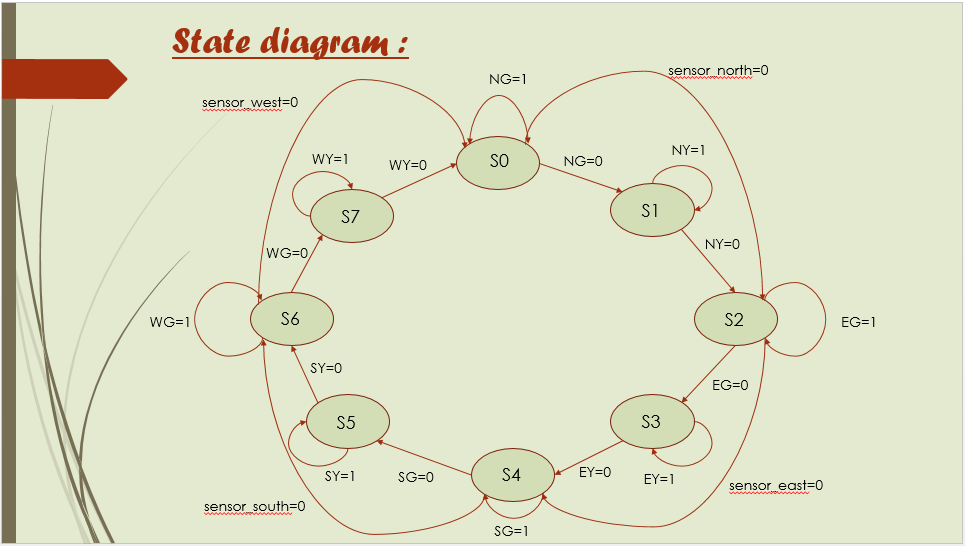 State diagram :
sensor_north=0
NG=1
sensor_west=0
NY=1
WY=1
WY=0
S0
NG=0
S7
S1
NY=0
WG=0
WG=1
S6
S2
EG=1
SY=0
EG=0
S5
S3
SY=1
SG=0
S4
EY=0
EY=1
sensor_east=0
sensor_south=0
SG=1